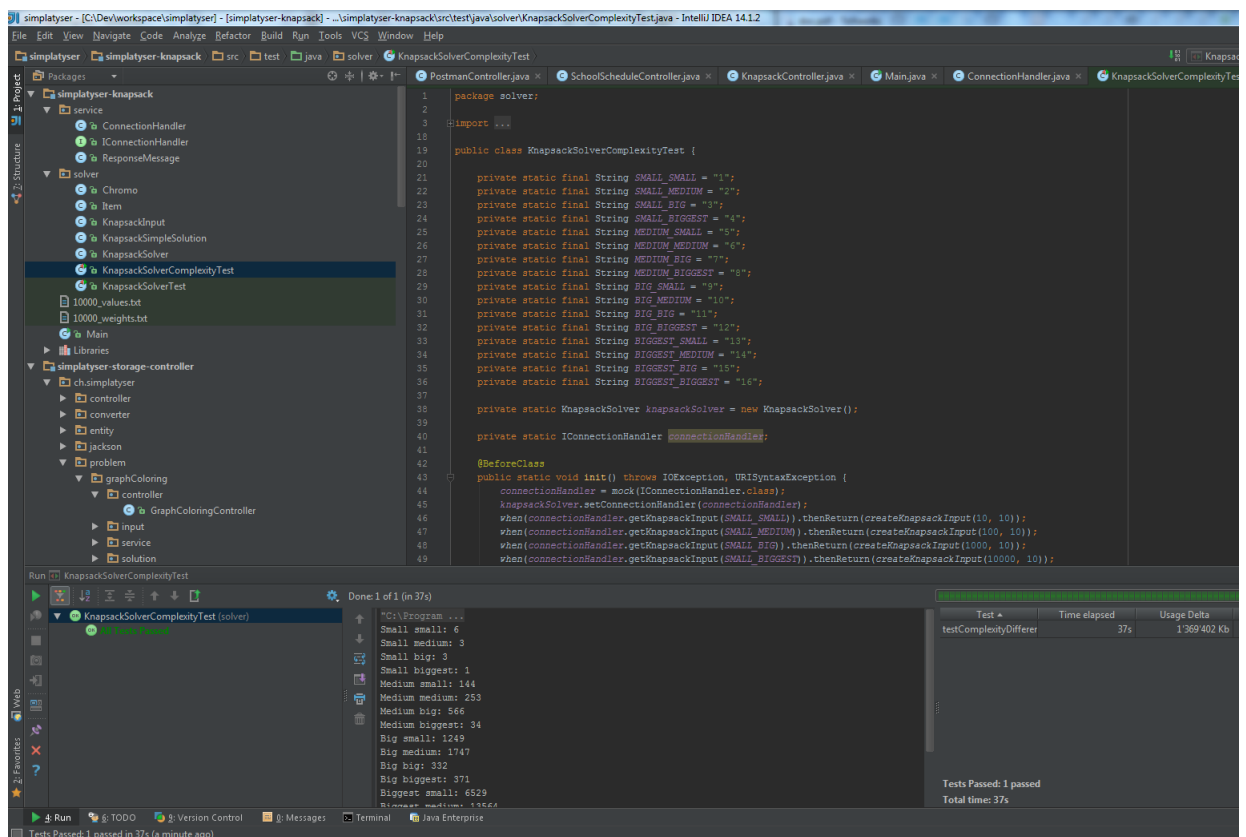 simplatyser - [C:\Dev\workspace\simplatyser] - [simplatyser-knapsack] - ...\simplatyser-knapsack\src\test\java\solver\KnapsackSolverComplexityTest.java - IntelliJ IDEA 14.1.2
File Edit View Navigate Code Analyze Refactor Build Run Tools VCS Window Help
simplatyser simplatyser-knapsack src test java solver KnapsackSolverComplexityTest Knapsac
Packages
PostmanController.java × SchoolScheduleController.java × KnapsackController.java × Main.java × ConnectionHandler.java × KnapsackSolverComplexityTes
1: Project
2: Structure
Web
2: Favorites
simplatyser-knapsack
service
ConnectionHandler
IConnectionHandler
ResponseMessage
solver
Chromo
Item
KnapsackInput
KnapsackSimpleSolution
KnapsackSolver
KnapsackSolverComplexityTest
KnapsackSolverTest
10000_values.txt
10000_weights.txt
Main
Libraries
simplatyser-storage-controller
ch.simplatyser
controller
converter
entity
jackson
problem
graphColoring
controller
GraphColoringController
input
service
solution
1 package solver;
2
3 import ...
18
19 public class KnapsackSolverComplexityTest {
20
21 private static final String SMALL_SMALL = "1";
22 private static final String SMALL_MEDIUM = "2";
23 private static final String SMALL_BIG = "3";
24 private static final String SMALL_BIGGEST = "4";
25 private static final String MEDIUM_SMALL = "5";
26 private static final String MEDIUM_MEDIUM = "6";
27 private static final String MEDIUM_BIG = "7";
28 private static final String MEDIUM_BIGGEST = "8";
29 private static final String BIG_SMALL = "9";
30 private static final String BIG_MEDIUM = "10";
31 private static final String BIG_BIG = "11";
32 private static final String BIG_BIGGEST = "12";
33 private static final String BIGGEST_SMALL = "13";
34 private static final String BIGGEST_MEDIUM = "14";
35 private static final String BIGGEST_BIG = "15";
36 private static final String BIGGEST_BIGGEST = "16";
37
38 private static KnapsackSolver knapsackSolver = new KnapsackSolver();
39
40 private static IConnectionHandler connectionHandler;
41
42 @BeforeClass
43 public static void init() throws IOException, URISyntaxException {
44 connectionHandler = mock(IConnectionHandler.class);
45 knapsackSolver.setConnectionHandler(connectionHandler);
46 when(connectionHandler.getKnapsackInput(SMALL_SMALL)).thenReturn(createKnapsackInput(10, 10));
47 when(connectionHandler.getKnapsackInput(SMALL_MEDIUM)).thenReturn(createKnapsackInput(100, 10));
48 when(connectionHandler.getKnapsackInput(SMALL_BIG)).thenReturn(createKnapsackInput(1000, 10));
49 when(connectionHandler.getKnapsackInput(SMALL_BIGGEST)).thenReturn(createKnapsackInput(10000, 10));
Run KnapsackSolverComplexityTest
Done: 1 of 1 (in 37s)
KnapsackSolverComplexityTest (solver)
All Tests Passed
"C:\Program ...
Small small: 6
Small medium: 3
Small big: 3
Small biggest: 1
Medium small: 144
Medium medium: 253
Medium big: 566
Medium biggest: 34
Big small: 1249
Big medium: 1747
Big big: 332
Big biggest: 371
Biggest small: 6529
Biggest medium: 13564
Test Time elapsed Usage Delta
testComplexityDifferer 37s 1'369'402 Kb
Tests Passed: 1 passed
Total time: 37s
4: Run 6: TODO 9: Version Control 0: Messages Terminal Java Enterprise
Tests Passed: 1 passed in 37s (a minute ago)